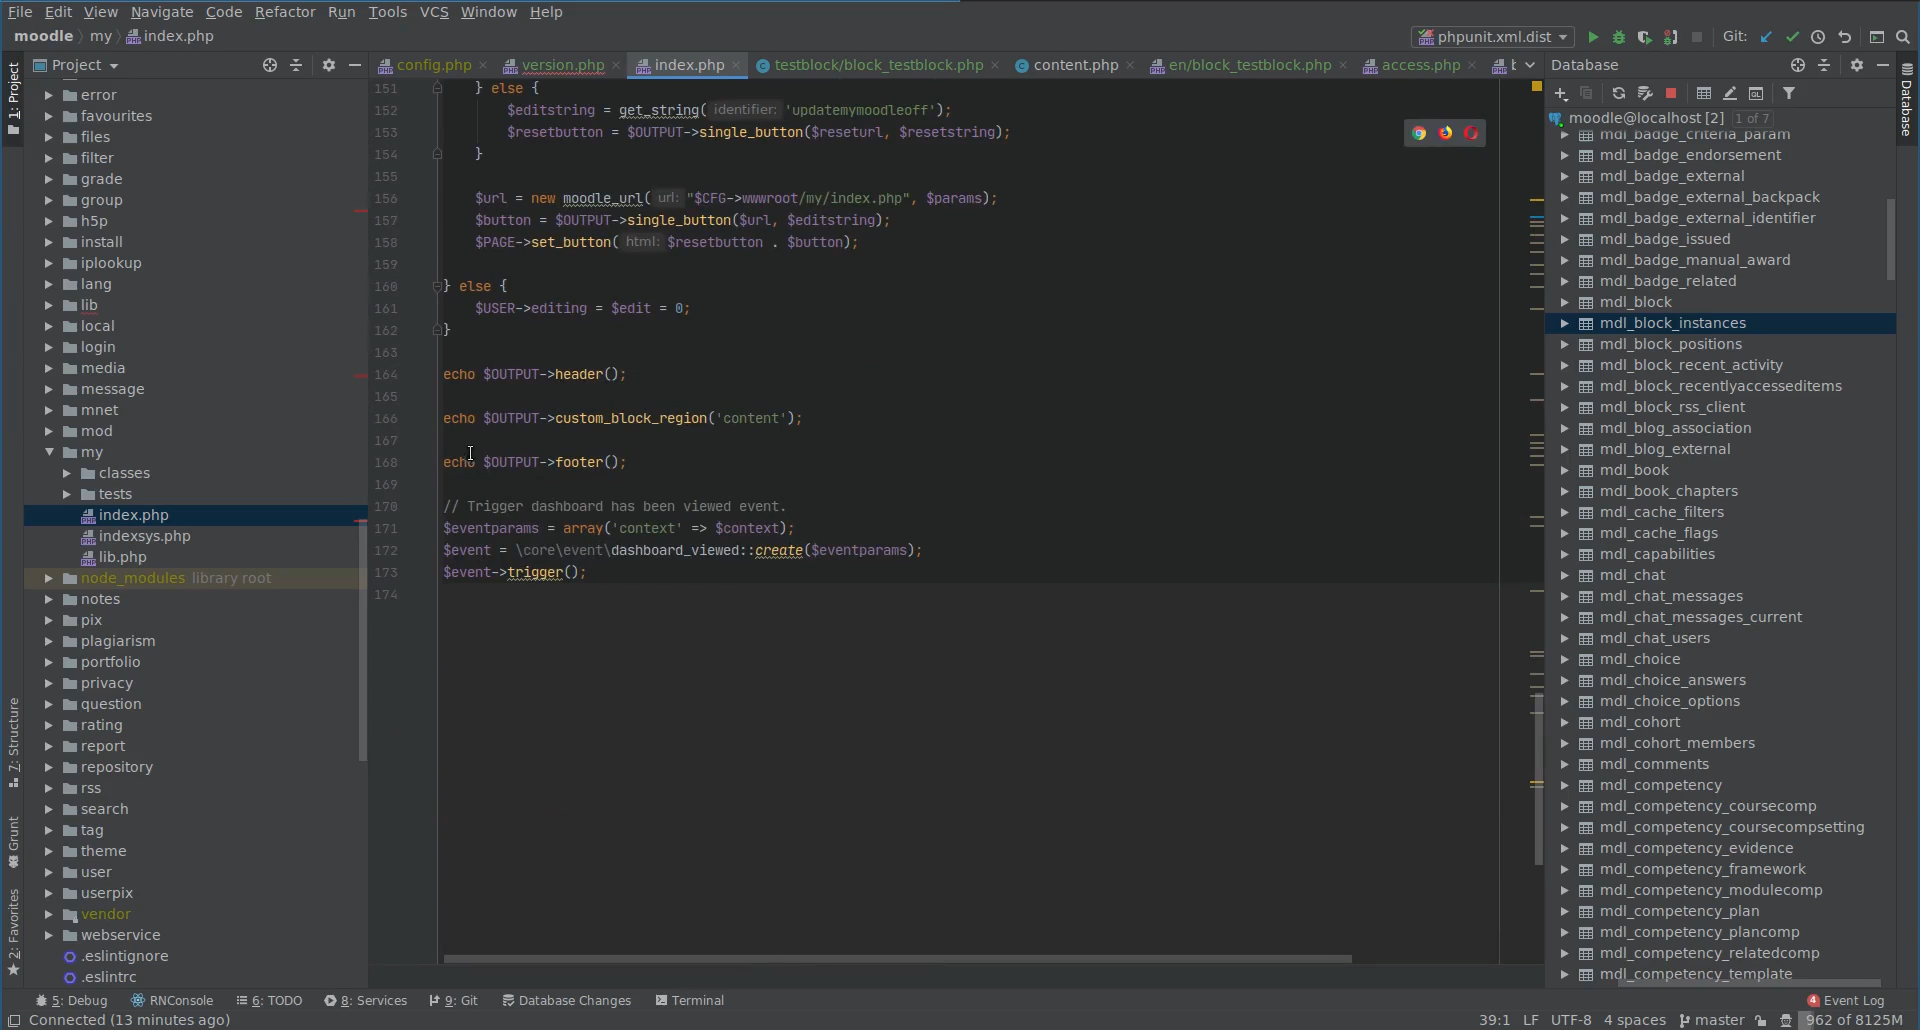 File Edit View Navigate Code Refactor Run Tools VCS Window Help
moodle my index.php
phpunit.xml.dist Git:
1: Project
7: Structure
Grunt
2: Favorites
Project
error
favourites
files
filter
grade
group
h5p
install
iplookup
lang
lib
local
login
media
message
mnet
mod
my
classes
tests
index.php
indexsys.php
lib.php
node_modules library root
notes
pix
plagiarism
portfolio
privacy
question
rating
report
repository
rss
search
tag
theme
user
userpix
vendor
webservice
.eslintignore
.eslintrc
config.php version.php index.php testblock/block_testblock.php content.php en/block_testblock.php access.php
151 } else {
152 $editstring = get_string( identifier: 'updatemymoodleoff');
153 $resetbutton = $OUTPUT->single_button($reseturl, $resetstring);
154 }
155
156 $url = new moodle_url( url: "$CFG->wwwroot/my/index.php", $params);
157 $button = $OUTPUT->single_button($url, $editstring);
158 $PAGE->set_button( html: $resetbutton . $button);
159
160 } else {
161 $USER->editing = $edit = 0;
162 }
163
164 echo $OUTPUT->header();
165
166 echo $OUTPUT->custom_block_region('content');
167
168 echo $OUTPUT->footer();
169
170 // Trigger dashboard has been viewed event.
171 $eventparams = array('context' => $context);
172 $event = \core\event\dashboard_viewed::create($eventparams);
173 $event->trigger();
174
Database
Database
moodle@localhost [2] 1 of 7
mdl_badge_criteria_param
mdl_badge_endorsement
mdl_badge_external
mdl_badge_external_backpack
mdl_badge_external_identifier
mdl_badge_issued
mdl_badge_manual_award
mdl_badge_related
mdl_block
mdl_block_instances
mdl_block_positions
mdl_block_recent_activity
mdl_block_recentlyaccesseditems
mdl_block_rss_client
mdl_blog_association
mdl_blog_external
mdl_book
mdl_book_chapters
mdl_cache_filters
mdl_cache_flags
mdl_capabilities
mdl_chat
mdl_chat_messages
mdl_chat_messages_current
mdl_chat_users
mdl_choice
mdl_choice_answers
mdl_choice_options
mdl_cohort
mdl_cohort_members
mdl_comments
mdl_competency
mdl_competency_coursecomp
mdl_competency_coursecompsetting
mdl_competency_evidence
mdl_competency_framework
mdl_competency_modulecomp
mdl_competency_plan
mdl_competency_plancomp
mdl_competency_relatedcomp
mdl_competency_template
5: Debug RNConsole 6: TODO 8: Services 9: Git Database Changes Terminal 4 Event Log
Connected (13 minutes ago) 39:1 LF UTF-8 4 spaces master 962 of 8125M